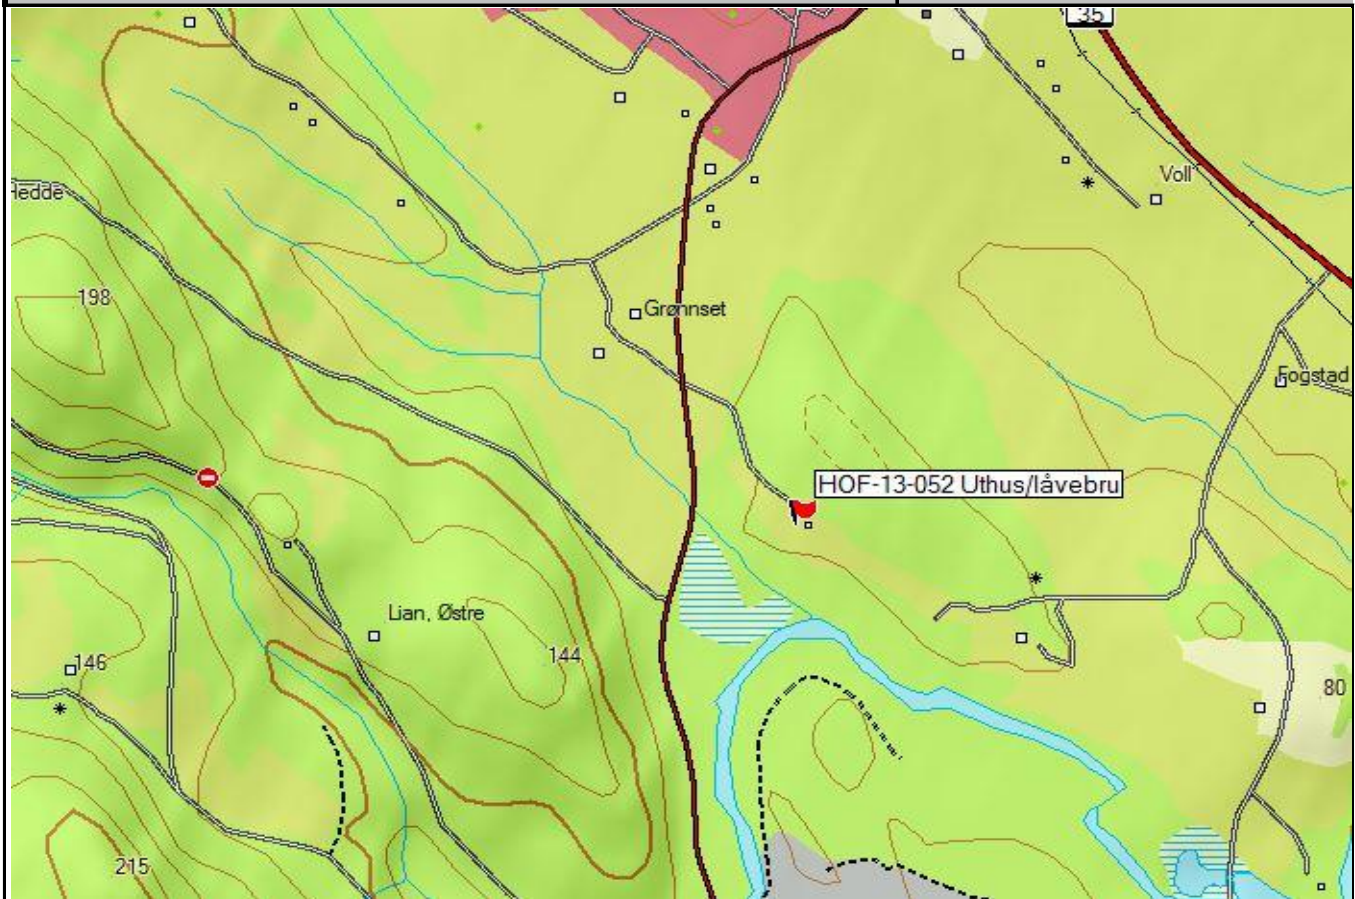 35
Voll
Hedde
198
Grønnset
Fogstad
HOF-13-052 Uthus/låvebru
Lian, Østre
144
146
80
215